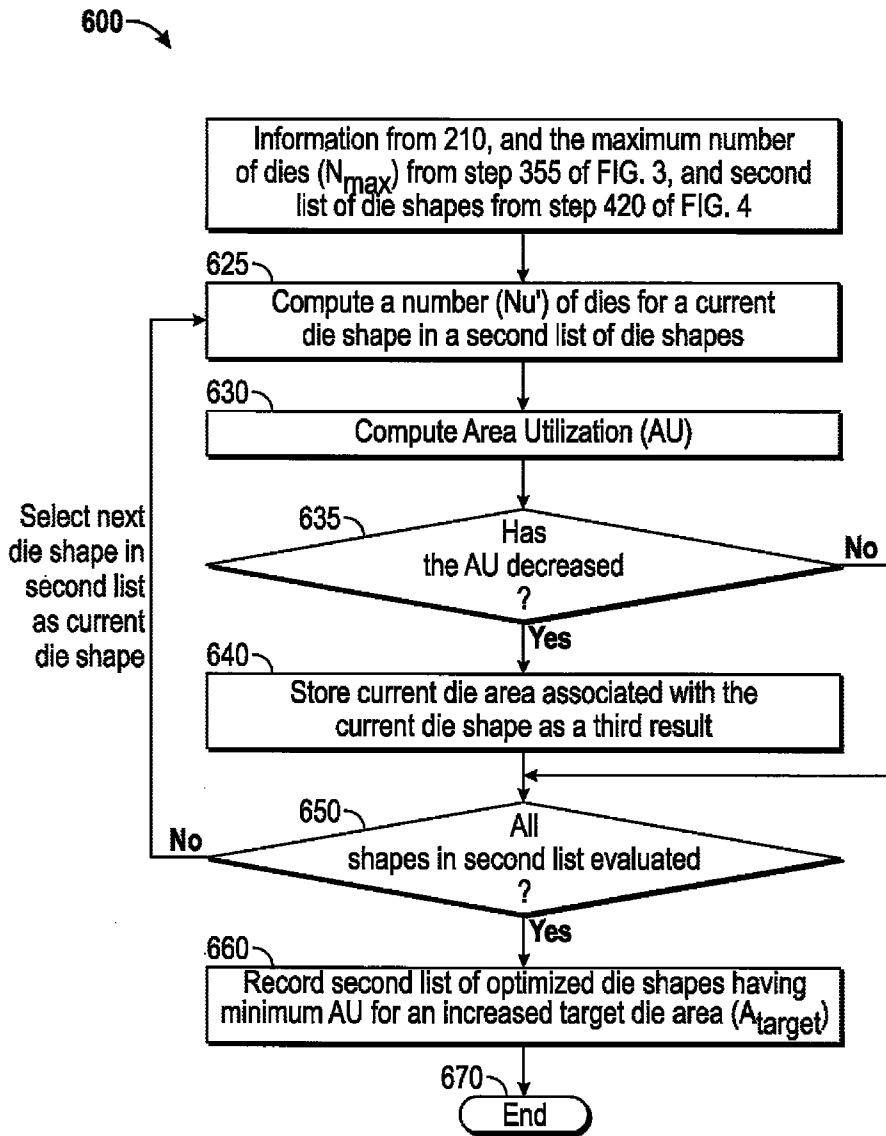 600
Information from 210, and the maximum number
of dies (Nmax) from step 355 of FIG. 3, and second
list of die shapes from step 420 of FIG. 4
625
Compute a number (Nu') of dies for a current
die shape in a second list of die shapes
630
Compute Area Utilization (AU)
Select next
die shape in
second list
as current
die shape
635
Has
the AU decreased
?
No
Yes
640
Store current die area associated with the
current die shape as a third result
650
All
shapes in second list evaluated
?
No
Yes
660
Record second list of optimized die shapes having
minimum AU for an increased target die area (Atarget)
670
End